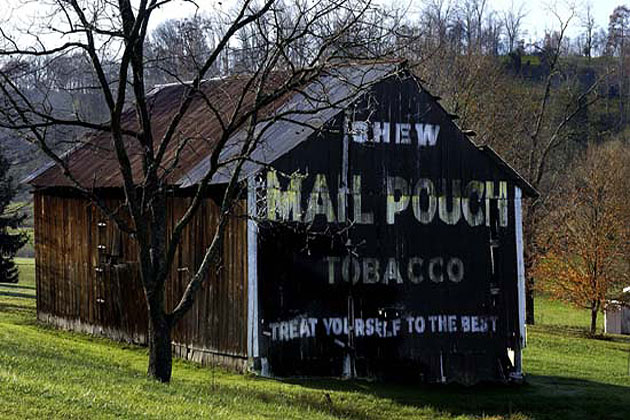 CHEW
MAIL POUCH
TOBACCO
TREAT YOURSELF TO THE BEST